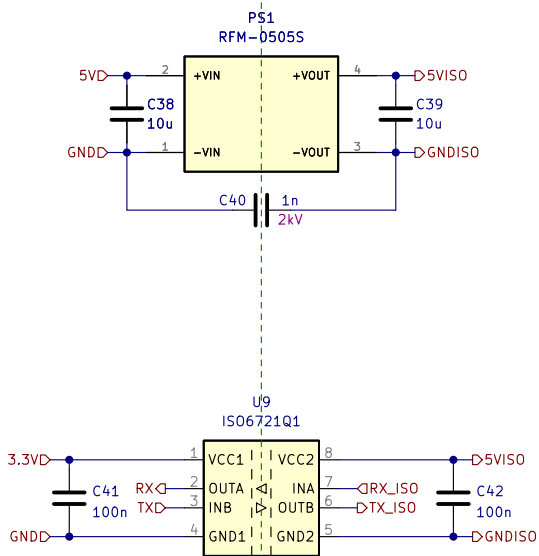 PS1
RFM-0505S
5V 2 +VIN +VOUT 4 5VISO
C38 C39
10u 10u
GND 1 -VIN -VOUT 3 GNDISO
C40 1n
2kV
U9
ISO6721Q1
3.3V 1 VCC1 VCC2 8 5VISO
RX 2 OUTA INA 7 RX_ISO
C41 C42
TX 3 INB OUTB 6 TX_ISO
100n 100n
GND 4 GND1 GND2 5 GNDISO